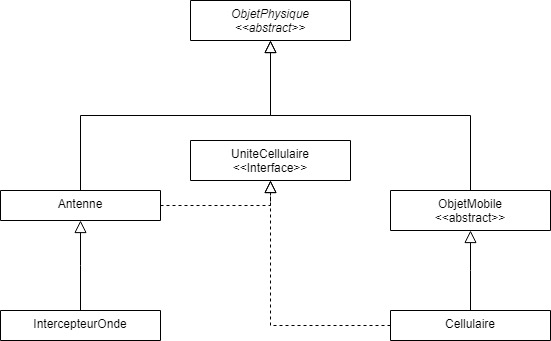 ObjetPhysique
<<abstract>>
UniteCellulaire
<<Interface>>
Antenne
ObjetMobile
<<abstract>>
IntercepteurOnde
Cellulaire